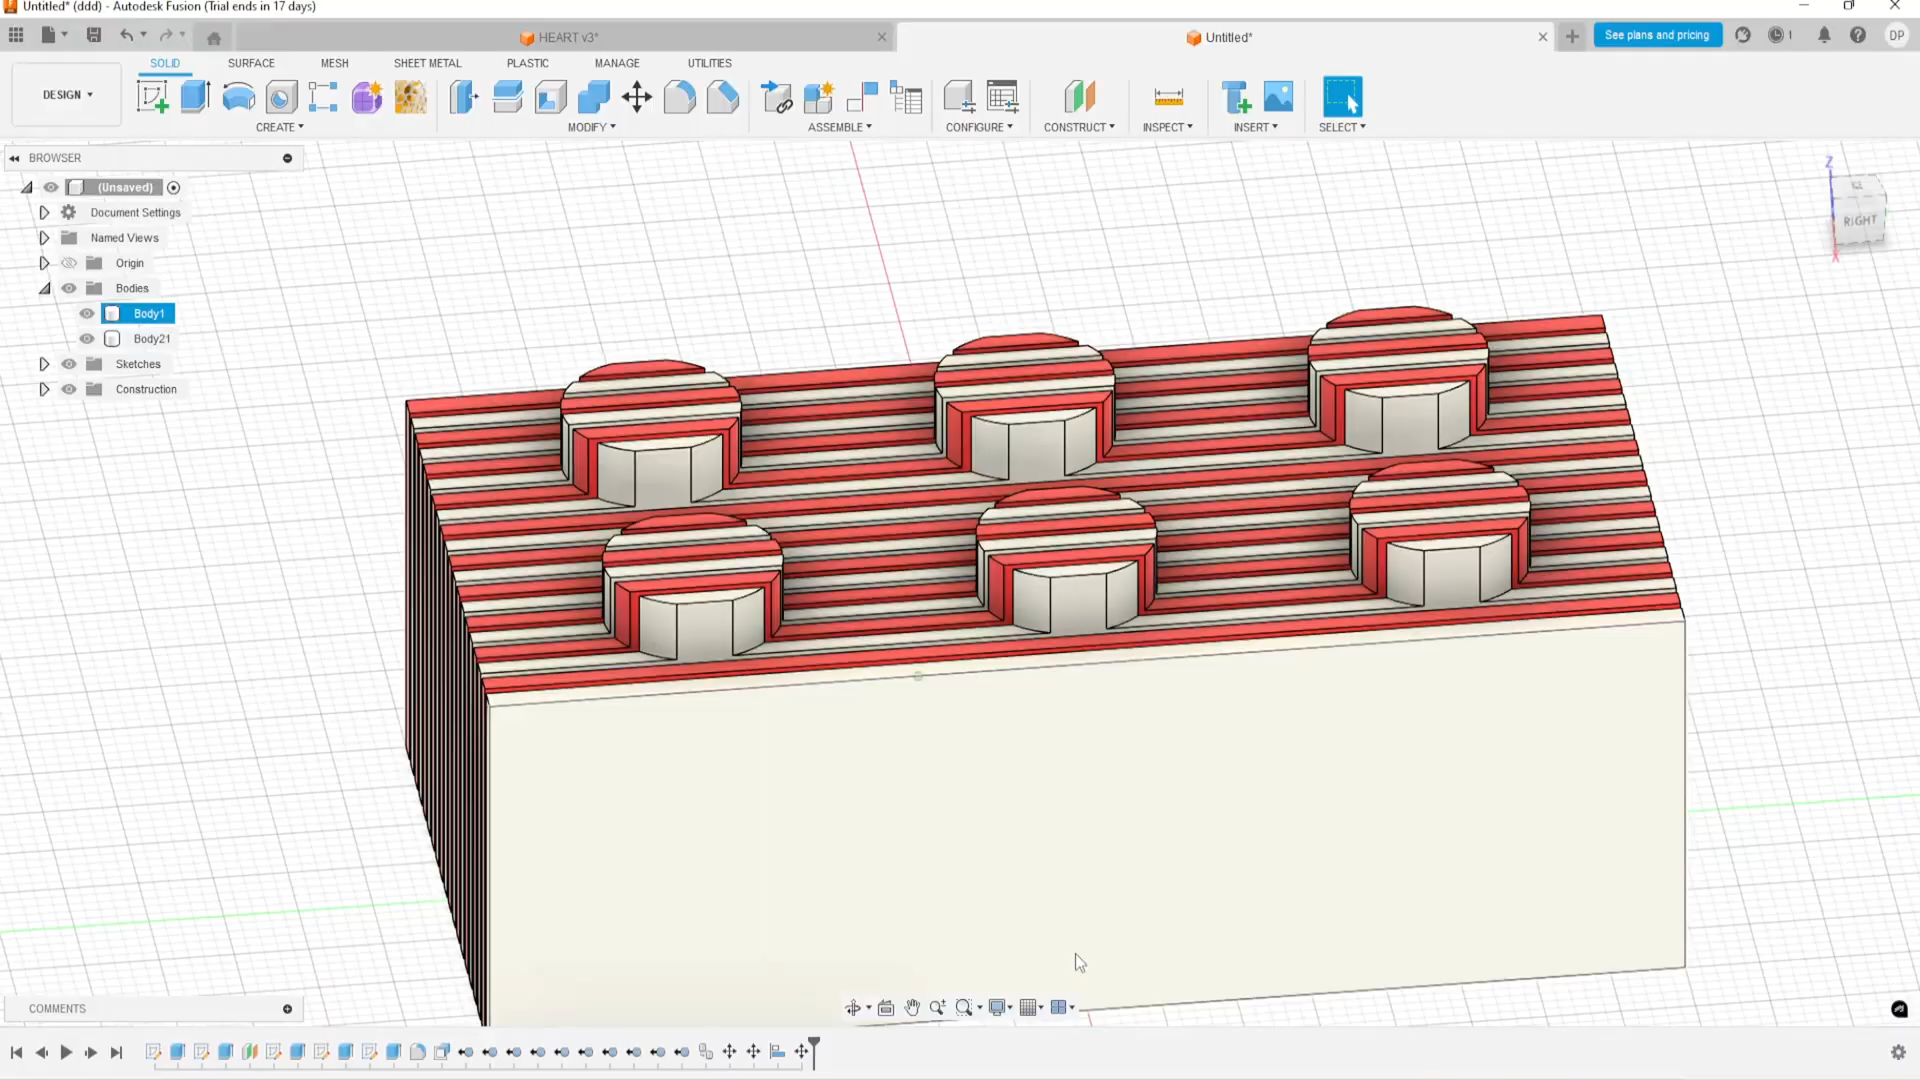 Untitled* (ddd) - Autodesk Fusion (Trial ends in 17 days)
HEART v3*
Untitled*
See plans and pricing
1
DP
DESIGN
SOLID
SURFACE
MESH
SHEET METAL
PLASTIC
MANAGE
UTILITIES
CREATE
MODIFY
ASSEMBLE
CONFIGURE
CONSTRUCT
INSPECT
INSERT
SELECT
BROWSER
(Unsaved)
Document Settings
Named Views
Origin
Bodies
Body1
Body21
Sketches
Construction
Z
RIGHT
X
COMMENTS